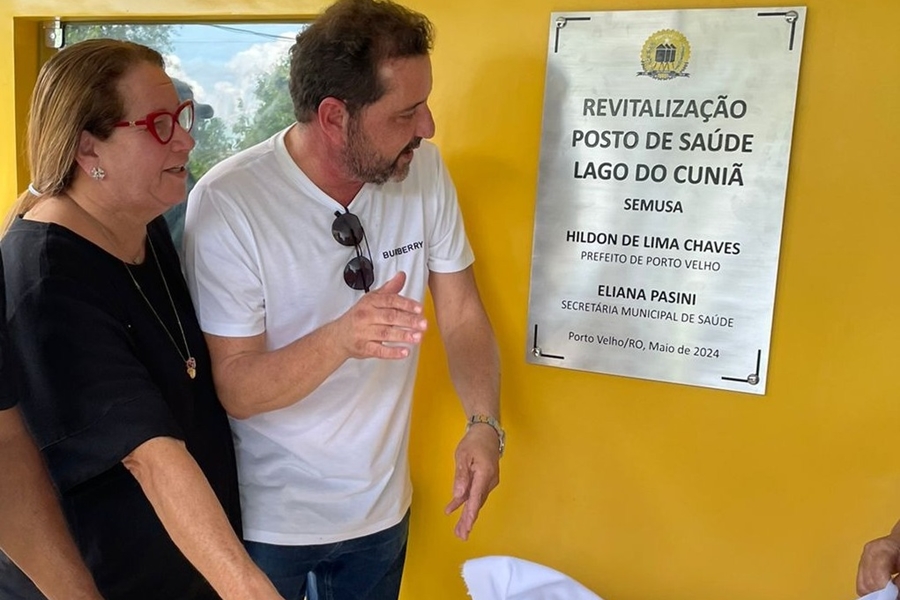 REVITALIZAÇÃO
POSTO DE SAÚDE
LAGO DO CUNIÃ
SEMUSA
HILDON DE LIMA CHAVES
PREFEITO DE PORTO VELHO
ELIANA PASINI
SECRETÁRIA MUNICIPAL DE SAÚDE
Porto Velho/RO, Maio de 2024
BURBERRY